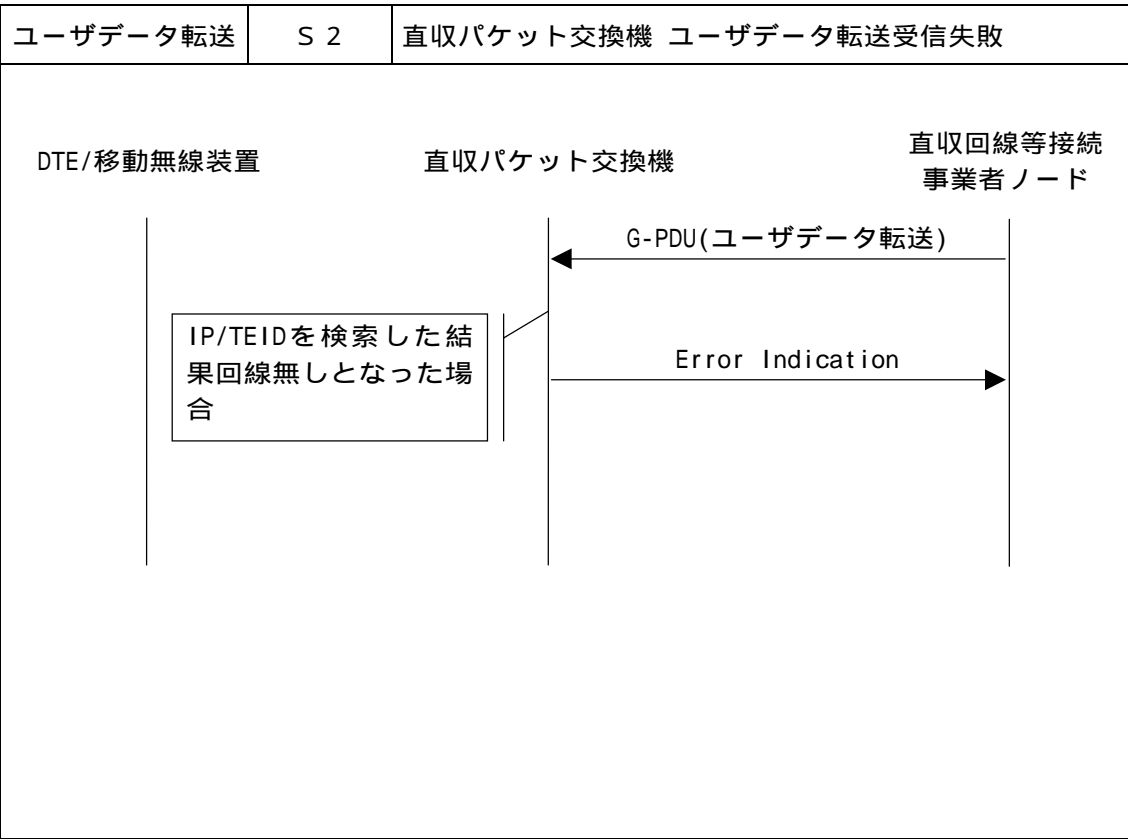 ユーザデータ転送
S 2
直収パケット交換機 ユーザデータ転送受信失敗
DTE/移動無線装置
直収パケット交換機
直収回線等接続
事業者ノード
G-PDU(ユーザデータ転送)
IP/TEIDを検索した結
果回線無しとなった場
合
Error Indication